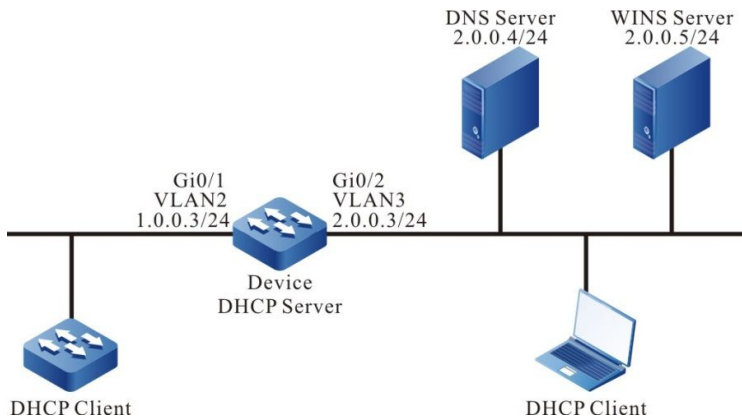 DNS Server
2.0.0.4/24
WINS Server
2.0.0.5/24
Gi0/1
VLAN2
1.0.0.3/24
Gi0/2
VLAN3
2.0.0.3/24
Device
DHCP Server
DHCP Client
DHCP Client